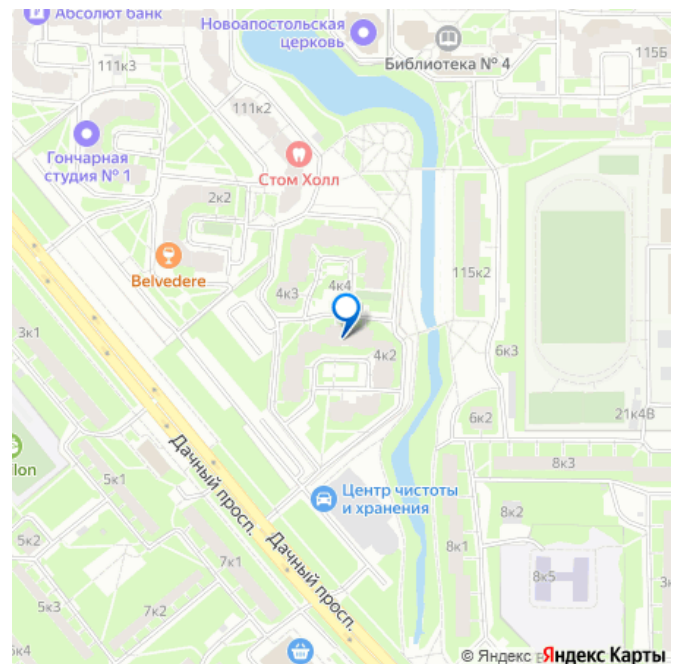 Абсолют банк
Новоапостольская
церковь
Библиотека № 4
115Б
111к3
111к2
Гончарная
студия № 1
Стом Холл
2к2
Belvedere
4к3
4к4
115к2
3к1
4к2
6к3
6к2
21к4В
llon
5к1
Дачный просп.
Центр чистоты
и хранения
8к3
8к2
5к2
7к1
Дачный просп.
8к1
8к5
5к3
7к2
© Яндекс
Яндекс Карты